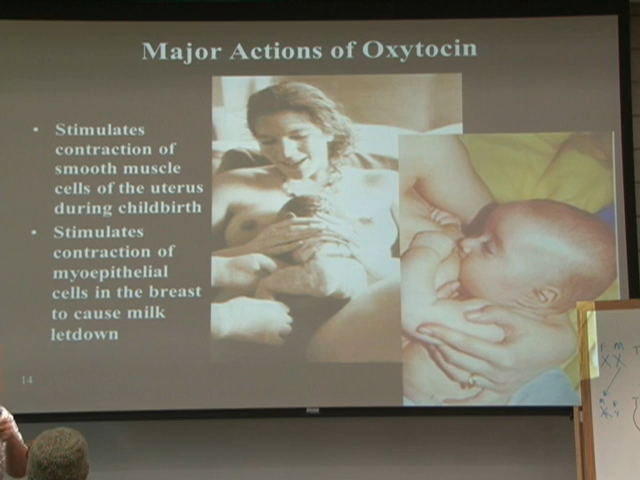 Major Actions of Oxytocin
• Stimulates
contraction of
smooth muscle
cells of the uterus
during childbirth
• Stimulates
contraction of
myoepithelial
cells in the breast
to cause milk
letdown
14
F M
X X